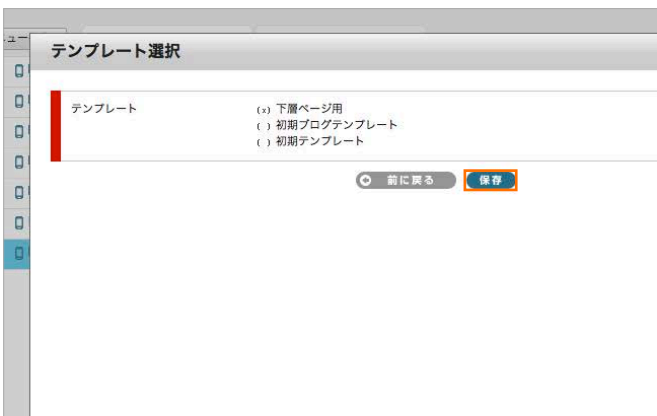 ュー
テンプレート選択
テンプレート
(x) 下層ページ用
( ) 初期ブログテンプレート
( ) 初期テンプレート
前に戻る
保存